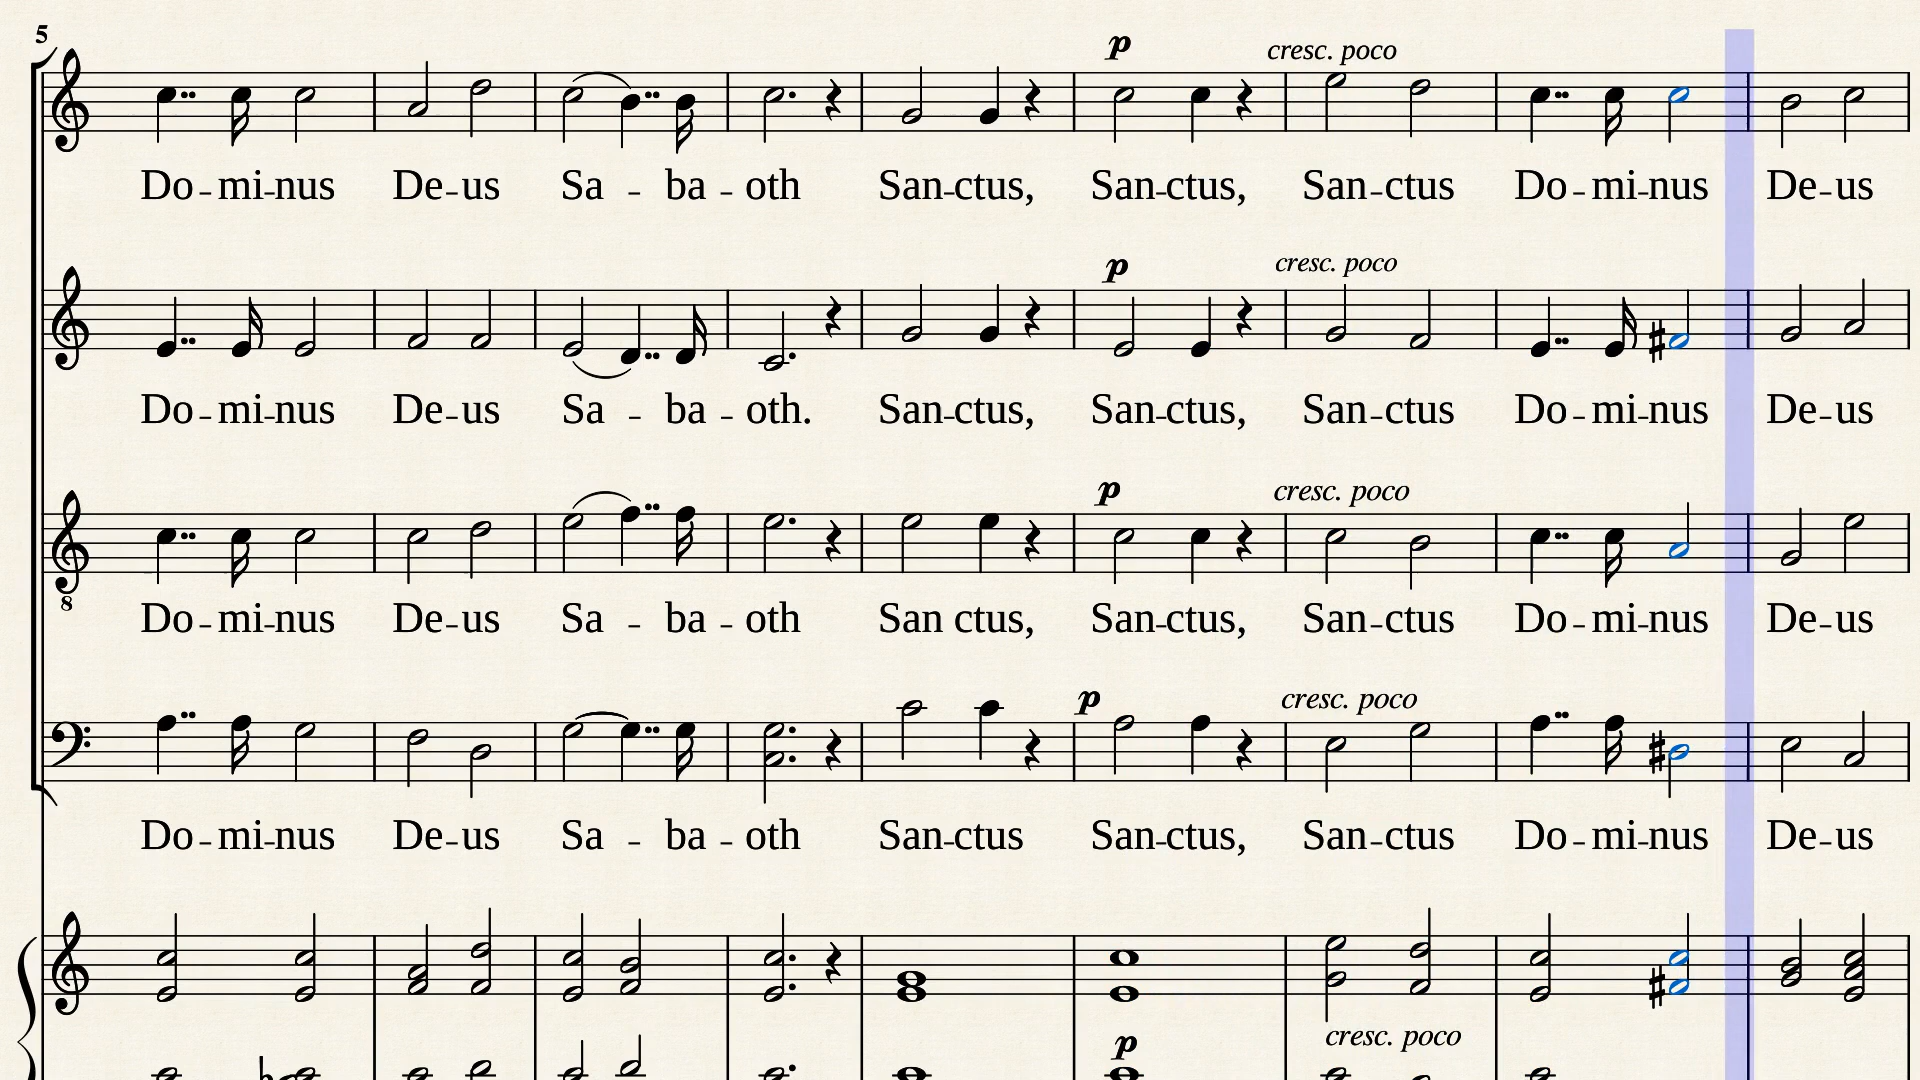 5
p cresc. poco
Do - mi-nus De-us Sa - ba - oth San-ctus, San-ctus, San-ctus Do - mi-nus De-us
p cresc. poco
Do - mi-nus De-us Sa - ba - oth. San-ctus, San-ctus, San-ctus Do - mi-nus De-us
p cresc. poco
8
Do - mi-nus De-us Sa - ba - oth San ctus, San-ctus, San-ctus Do - mi-nus De-us
p cresc. poco
Do - mi-nus De-us Sa - ba - oth San-ctus San-ctus, San-ctus Do - mi-nus De-us
p cresc. poco